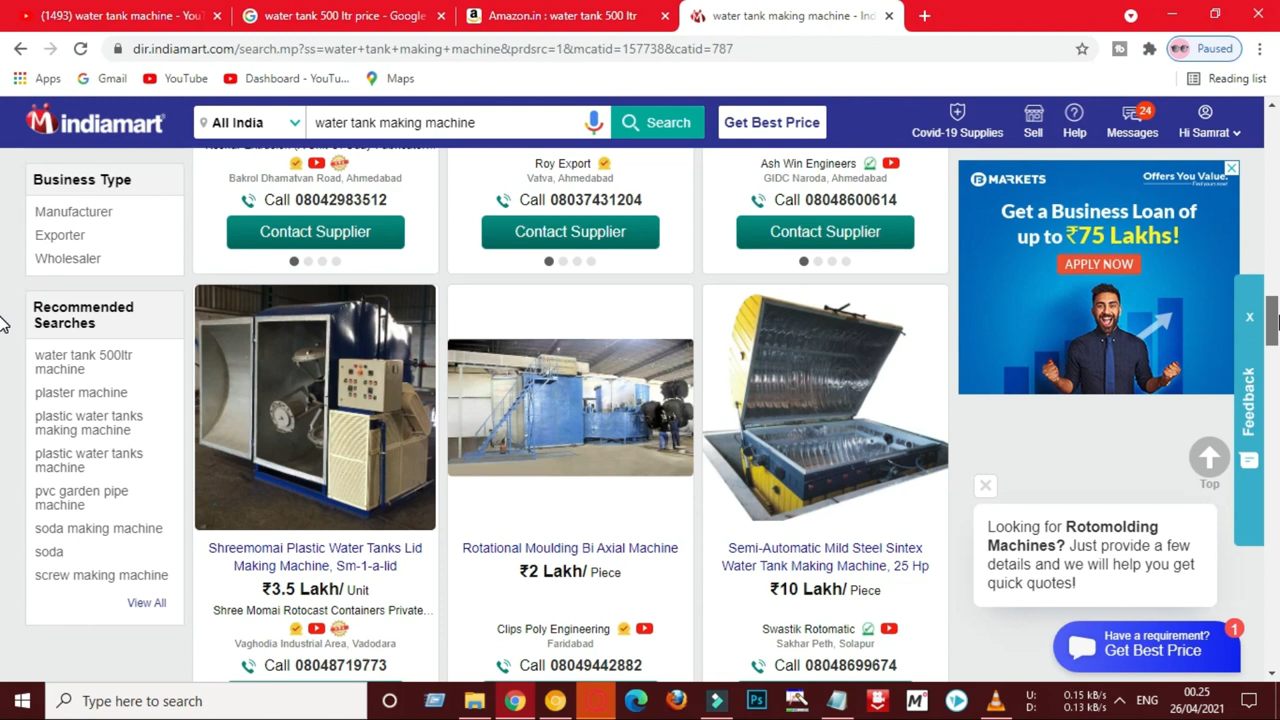 (1493) water tank machine - You
water tank 500 ltr price - Google
Amazon.in : water tank 500 ltr
water tank making machine - Ind
dir.indiamart.com/search.mp?ss=water+tank+making+machine&prdsrc=1&mcatid=157738&catid=787
Paused
Apps
Gmail
YouTube
Dashboard - YouTu...
Maps
Reading list
indiamart
All India
water tank making machine
Search
Get Best Price
Covid-19 Supplies
Sell
Help
24
Messages
Hi Samrat
Business Type
Manufacturer
Exporter
Wholesaler
Recommended
Searches
water tank 500ltr
machine
plaster machine
plastic water tanks
making machine
plastic water tanks
machine
pvc garden pipe
machine
soda making machine
soda
screw making machine
View All
Bakrol Dhamatvan Road, Ahmedabad
Call 08042983512
Contact Supplier
Roy Export
Vatva, Ahmedabad
Call 08037431204
Contact Supplier
Ash Win Engineers
GIDC Naroda, Ahmedabad
Call 08048600614
Contact Supplier
Shreemomai Plastic Water Tanks Lid
Making Machine, Sm-1-a-lid
₹3.5 Lakh/ Unit
Shree Momai Rotocast Containers Private...
Vaghodia Industrial Area, Vadodara
Call 08048719773
Rotational Moulding Bi Axial Machine
₹2 Lakh/ Piece
Clips Poly Engineering
Faridabad
Call 08049442882
Semi-Automatic Mild Steel Sintex
Water Tank Making Machine, 25 Hp
₹10 Lakh/ Piece
Swastik Rotomatic
Sakhar Peth, Solapur
Call 08048699674
MARKETS
Offers You Value.
Get a Business Loan of
up to ₹75 Lakhs!
APPLY NOW
x
Feedback
Top
Looking for Rotomolding
Machines? Just provide a few
details and we will help you get
quick quotes!
Have a requirement?
Get Best Price
1
Type here to search
U: 0.15 kB/s
D: 0.13 kB/s
ENG
00.25
26/04/2021